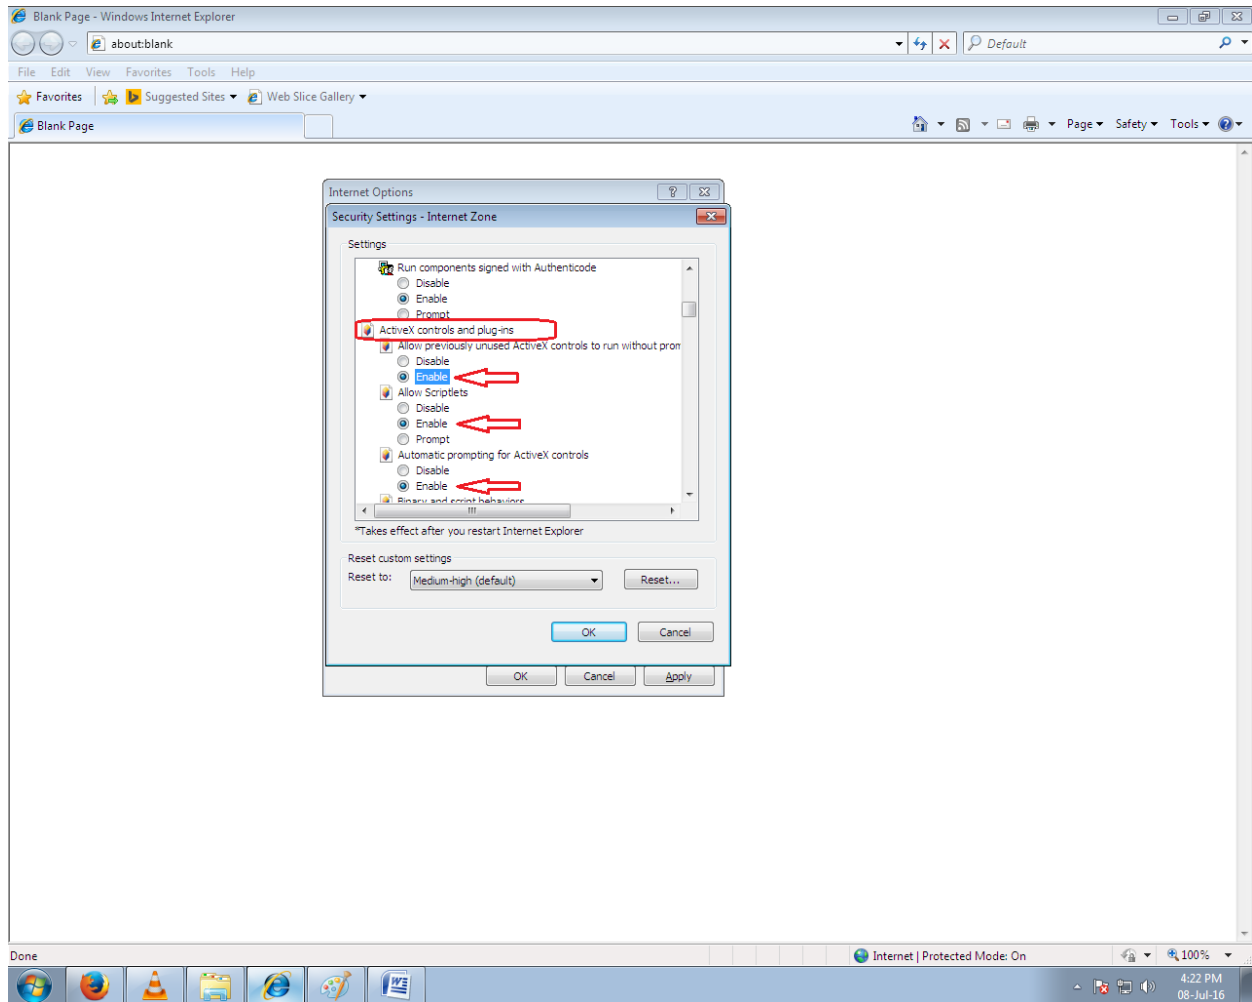 Blank Page - Windows Internet Explorer
about:blank
Default
File Edit View Favorites Tools Help
Favorites Suggested Sites Web Slice Gallery
Blank Page
Page Safety Tools
Internet Options
Security Settings - Internet Zone
Settings
Run components signed with Authenticode
Disable
Enable
Prompt
ActiveX controls and plug-ins
Allow previously unused ActiveX controls to run without prom
Disable
Enable
Allow Scriptlets
Disable
Enable
Prompt
Automatic prompting for ActiveX controls
Disable
Enable
Binary and script behaviors
*Takes effect after you restart Internet Explorer
Reset custom settings
Reset to: Medium-high (default) Reset...
OK Cancel
OK Cancel Apply
Done Internet | Protected Mode: On 100%
4:22 PM
08-Jul-16